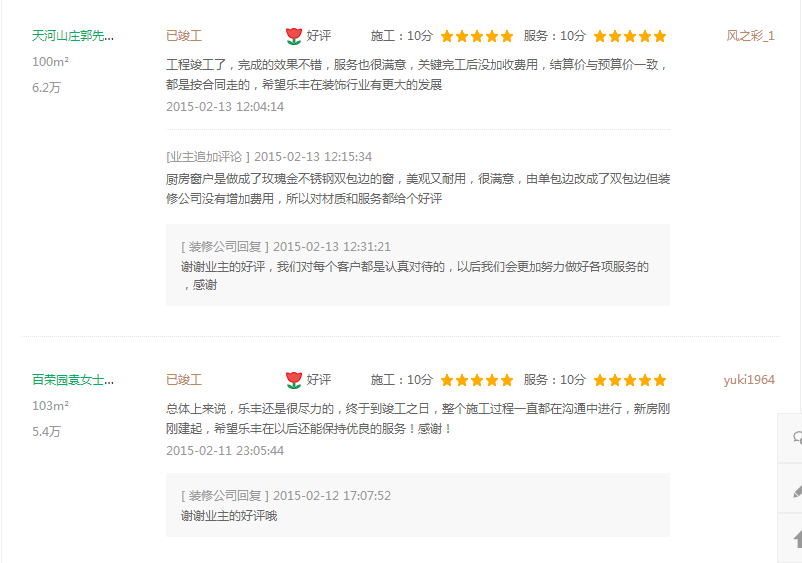 天河山庄郭先... 已竣工 好评 施工：10分 服务：10分 风之彩_1
100m²
6.2万
工程竣工了，完成的效果不错，服务也很满意，关键完工后没加收费用，结算价与预算价一致，
都是按合同走的，希望乐丰在装饰行业有更大的发展
2015-02-13 12:04:14
[业主追加评论 ] 2015-02-13 12:15:34
厨房窗户是做成了玫瑰金不锈钢双包边的窗，美观又耐用，很满意，由单包边改成了双包边但装
修公司没有增加费用，所以对材质和服务都给个好评
[ 装修公司回复 ] 2015-02-13 12:31:21
谢谢业主的好评，我们对每个客户都是认真对待的，以后我们会更加努力做好各项服务的
，感谢
百荣园袁女士... 已竣工 好评 施工：10分 服务：10分 yuki1964
103m²
5.4万
总体上来说，乐丰还是很尽力的，终于到竣工之日，整个施工过程一直都在沟通中进行，新房刚
刚建起，希望乐丰在以后还能保持优良的服务！感谢！
2015-02-11 23:05:44
[ 装修公司回复 ] 2015-02-12 17:07:52
谢谢业主的好评哦